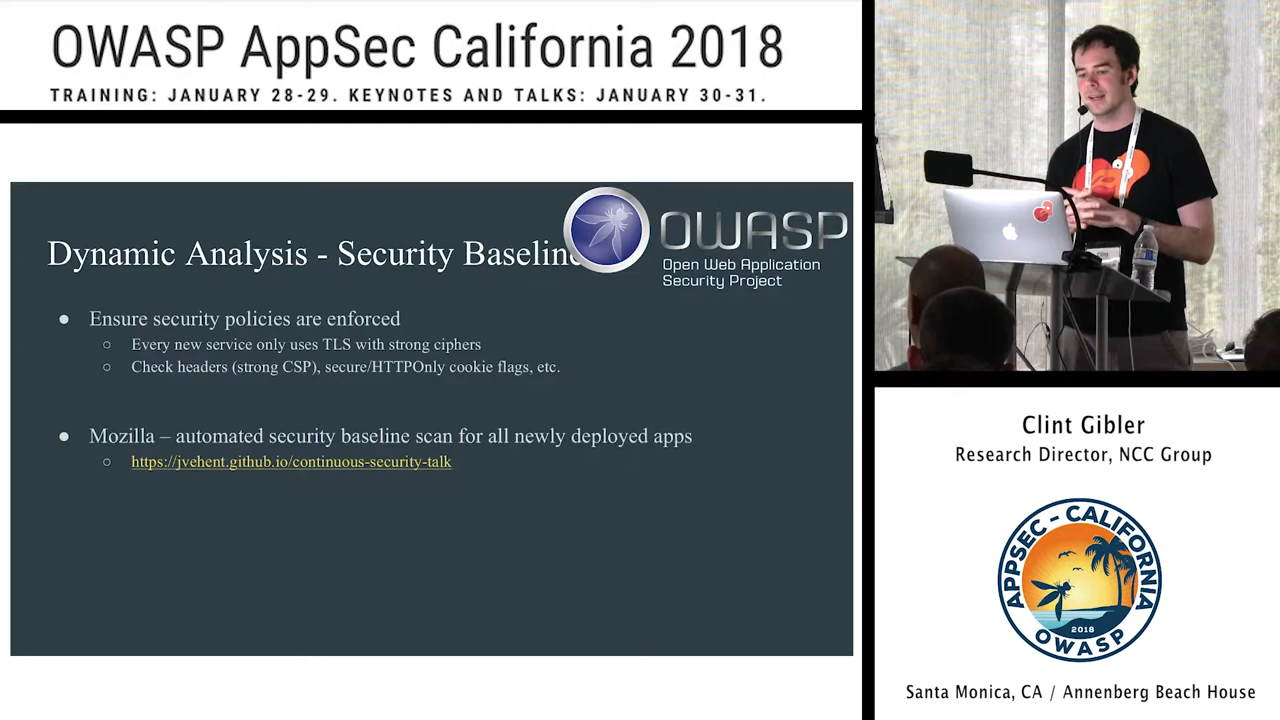 OWASP AppSec California 2018
TRAINING: JANUARY 28-29. KEYNOTES AND TALKS: JANUARY 30-31.
OWASP
Open Web Application
Security Project
Dynamic Analysis - Security Baseline
● Ensure security policies are enforced
○ Every new service only uses TLS with strong ciphers
○ Check headers (strong CSP), secure/HTTPOnly cookie flags, etc.
● Mozilla – automated security baseline scan for all newly deployed apps
○ https://jvehent.github.io/continuous-security-talk
Clint Gibler
Research Director, NCC Group
APPSEC - CALIFORNIA
2018
OWASP
Santa Monica, CA / Annenberg Beach House